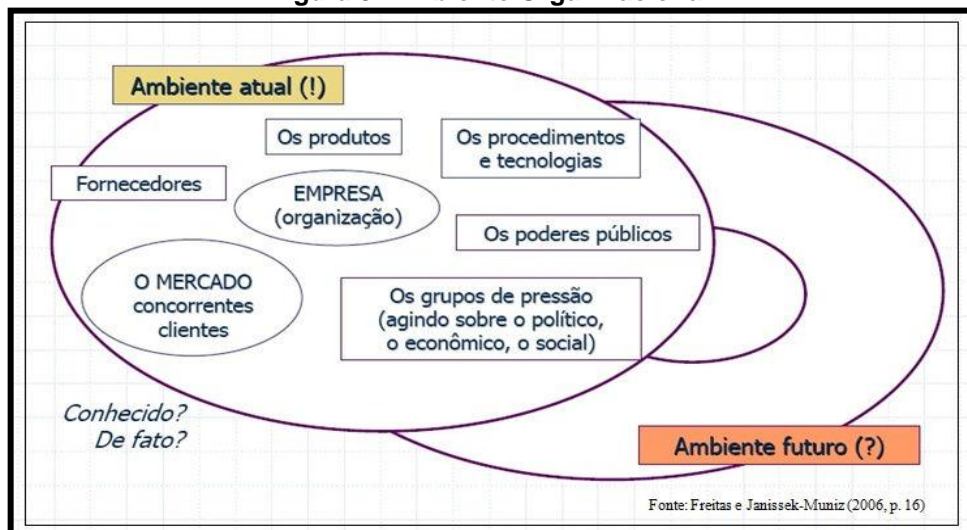 Ambiente atual (!)
Os produtos
Os procedimentos
e tecnologias
Fornecedores
EMPRESA
(organização)
Os poderes públicos
O MERCADO
concorrentes
clientes
Os grupos de pressão
(agindo sobre o político,
o econômico, o social)
Conhecido?
De fato?
Ambiente futuro (?)
Fonte: Freitas e Janissek-Muniz (2006, p. 16)